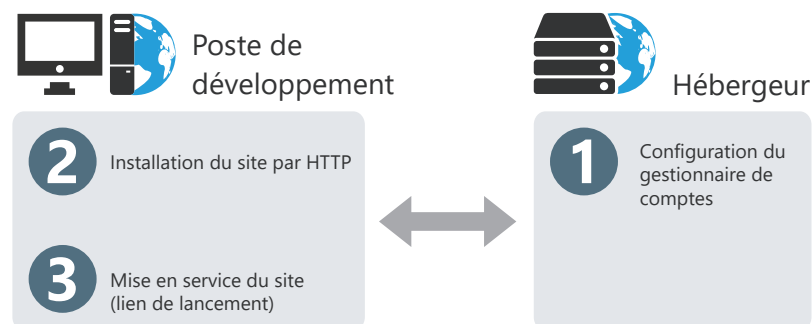 Poste de
développement
Hébergeur
2
Installation du site par HTTP
3
Mise en service du site
(lien de lancement)
1
Configuration du
gestionnaire de
comptes